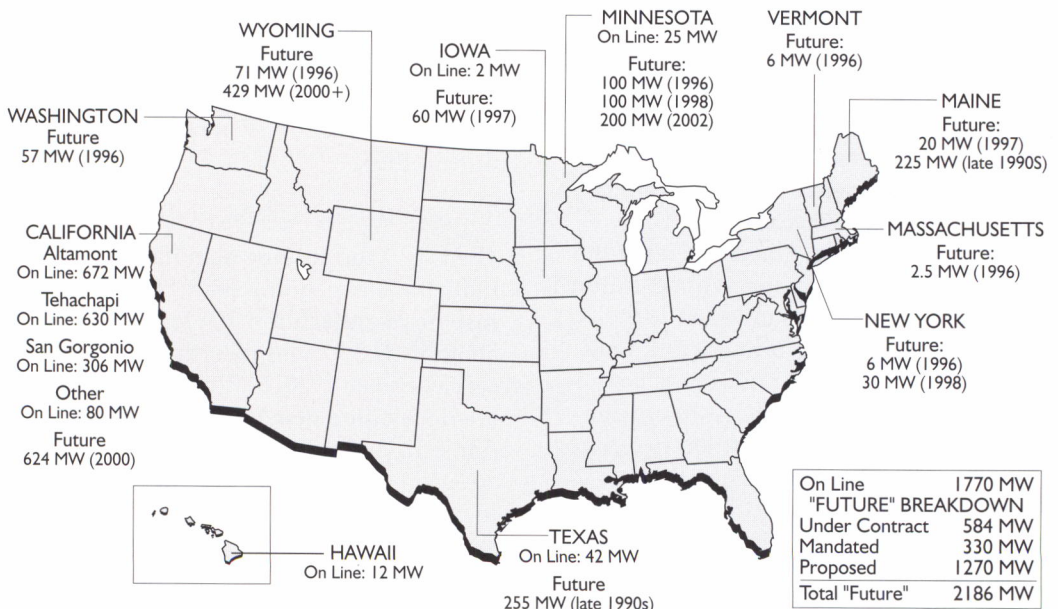 WYOMING
Future
71 MW (1996)
429 MW (2000+)
IOWA
On Line: 2 MW
Future:
60 MW (1997)
MINNESOTA
On Line: 25 MW
Future:
100 MW (1996)
100 MW (1998)
200 MW (2002)
VERMONT
Future:
6 MW (1996)
WASHINGTON
Future
57 MW (1996)
MAINE
Future:
20 MW (1997)
225 MW (late 1990S)
CALIFORNIA
Altamont
On Line: 672 MW
Tehachapi
On Line: 630 MW
San Gorgonio
On Line: 306 MW
Other
On Line: 80 MW
Future
624 MW (2000)
MASSACHUSETTS
Future:
2.5 MW (1996)
NEW YORK
Future:
6 MW (1996)
30 MW (1998)
HAWAII
On Line: 12 MW
TEXAS
On Line: 42 MW
Future
255 MW (late 1990s)
On Line 1770 MW
"FUTURE" BREAKDOWN
Under Contract 584 MW
Mandated 330 MW
Proposed 1270 MW
Total "Future" 2186 MW